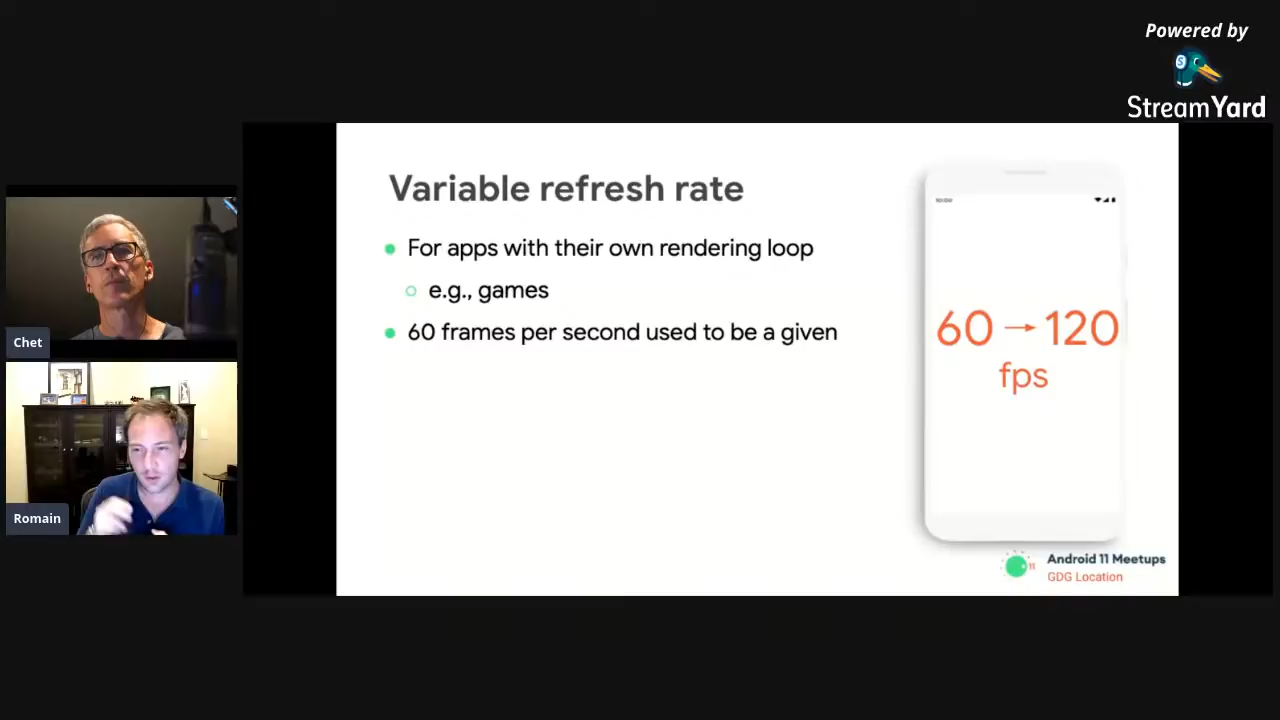 Powered by
StreamYard
Variable refresh rate
For apps with their own rendering loop
e.g., games
60 frames per second used to be a given
60 → 120
fps
Chet
Romain
11
Android 11 Meetups
GDG Location